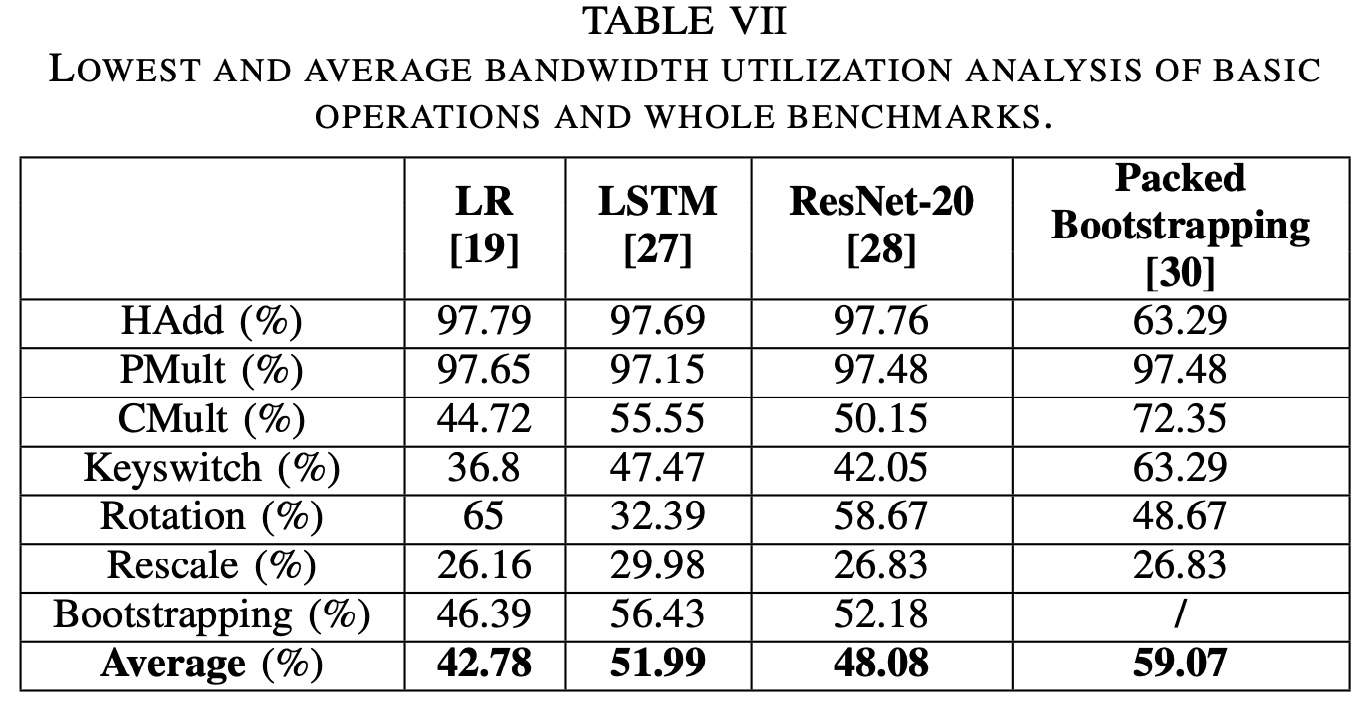 TABLE VII
LOWEST AND AVERAGE BANDWIDTH UTILIZATION ANALYSIS OF BASIC
OPERATIONS AND WHOLE BENCHMARKS.
LR [19] LSTM [27] ResNet-20 [28] Packed Bootstrapping [30]
HAdd (%) 97.79 97.69 97.76 63.29
PMult (%) 97.65 97.15 97.48 97.48
CMult (%) 44.72 55.55 50.15 72.35
Keyswitch (%) 36.8 47.47 42.05 63.29
Rotation (%) 65 32.39 58.67 48.67
Rescale (%) 26.16 29.98 26.83 26.83
Bootstrapping (%) 46.39 56.43 52.18 /
Average (%) 42.78 51.99 48.08 59.07